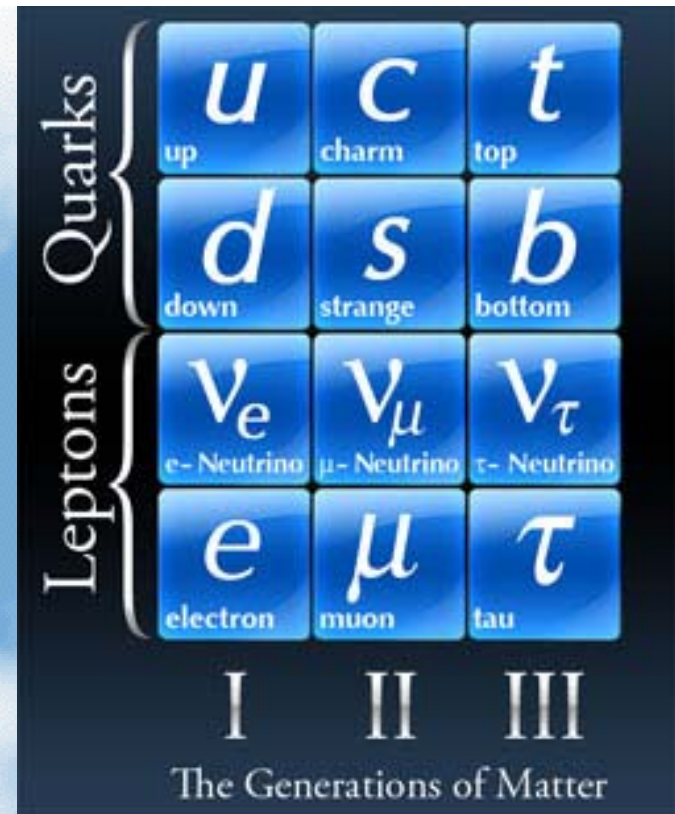 Quarks
u c t
up charm top
d s b
down strange bottom
Leptons
νe νμ ντ
e- Neutrino μ- Neutrino τ- Neutrino
e μ τ
electron muon tau
I II III
The Generations of Matter